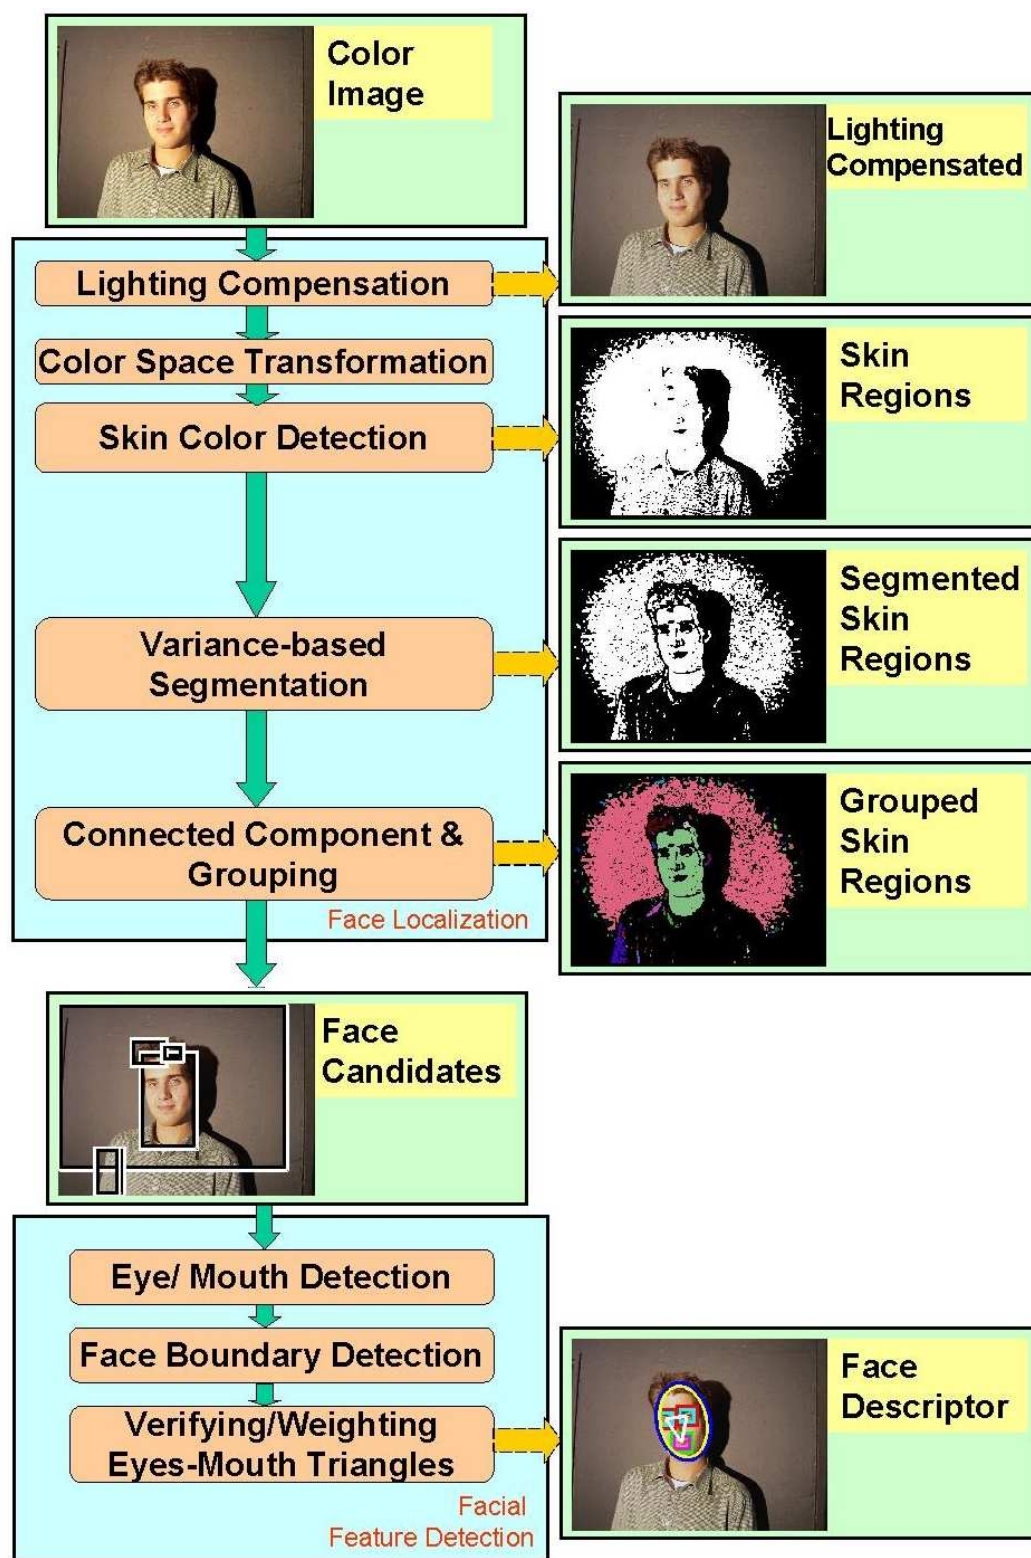 Color
Image
Lighting
Compensated
Lighting Compensation
Color Space Transformation
Skin Color Detection
Skin
Regions
Variance-based
Segmentation
Segmented
Skin
Regions
Connected Component &
Grouping
Grouped
Skin
Regions
Face Localization
Face
Candidates
Eye/ Mouth Detection
Face Boundary Detection
Verifying/Weighting
Eyes-Mouth Triangles
Face
Descriptor
Facial
Feature Detection